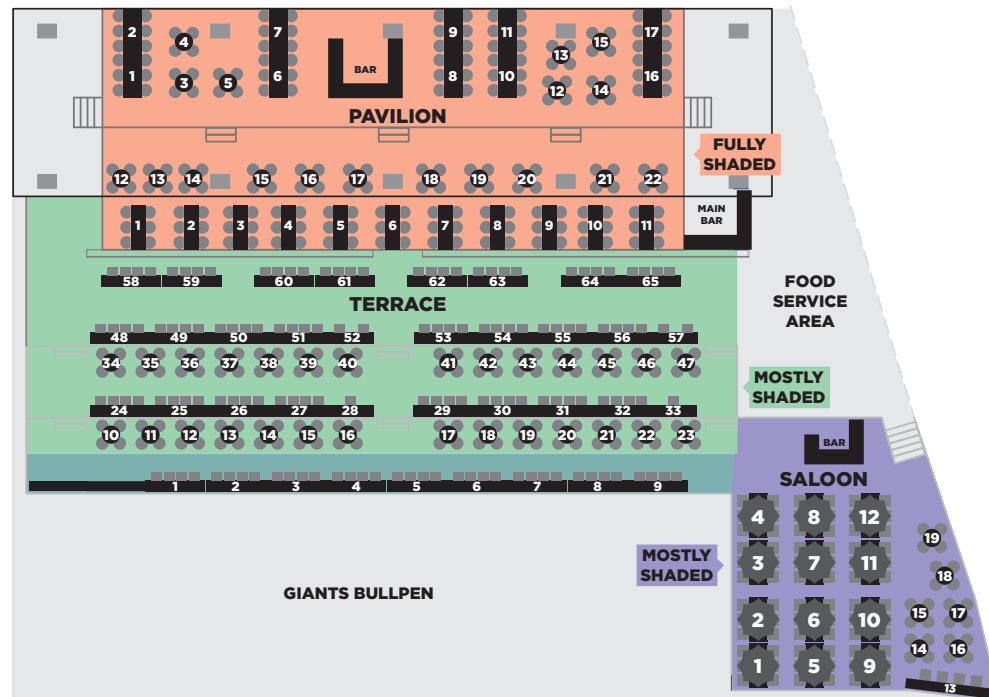 2 7 9 11 17
4 13 15
BAR
1 3 5 6 8 10 12 14 16
PAVILION
FULLY
SHADED
12 13 14 15 16 17 18 19 20 21 22
1 2 3 4 5 6 7 8 9 10 11
MAIN
BAR
58 59 60 61 62 63 64 65
FOOD
SERVICE
AREA
TERRACE
48 49 50 51 52 53 54 55 56 57
34 35 36 37 38 39 40 41 42 43 44 45 46 47
MOSTLY
SHADED
24 25 26 27 28 29 30 31 32 33
10 11 12 13 14 15 16 17 18 19 20 21 22 23
BAR
SALOON
1 2 3 4 5 6 7 8 9
4 8 12
19
MOSTLY
SHADED
3 7 11
18
GIANTS BULLPEN
2 6 10 15 17
14 16
1 5 9
13